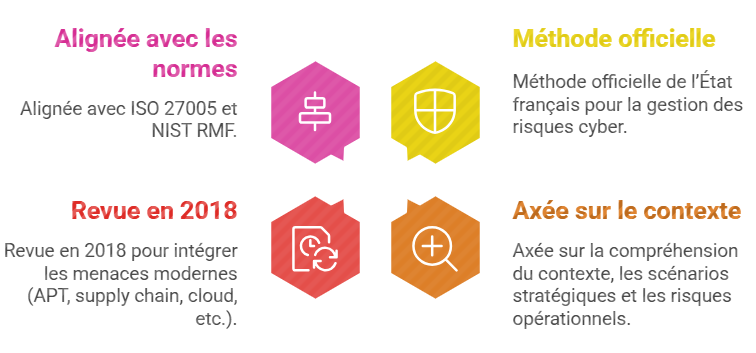 Alignée avec les
normes
Alignée avec ISO 27005 et
NIST RMF.
Méthode officielle
Méthode officielle de l'État
français pour la gestion des
risques cyber.
Revue en 2018
Revue en 2018 pour intégrer
les menaces modernes
(APT, supply chain, cloud,
etc.).
Axée sur le contexte
Axée sur la compréhension
du contexte, les scénarios
stratégiques et les risques
opérationnels.